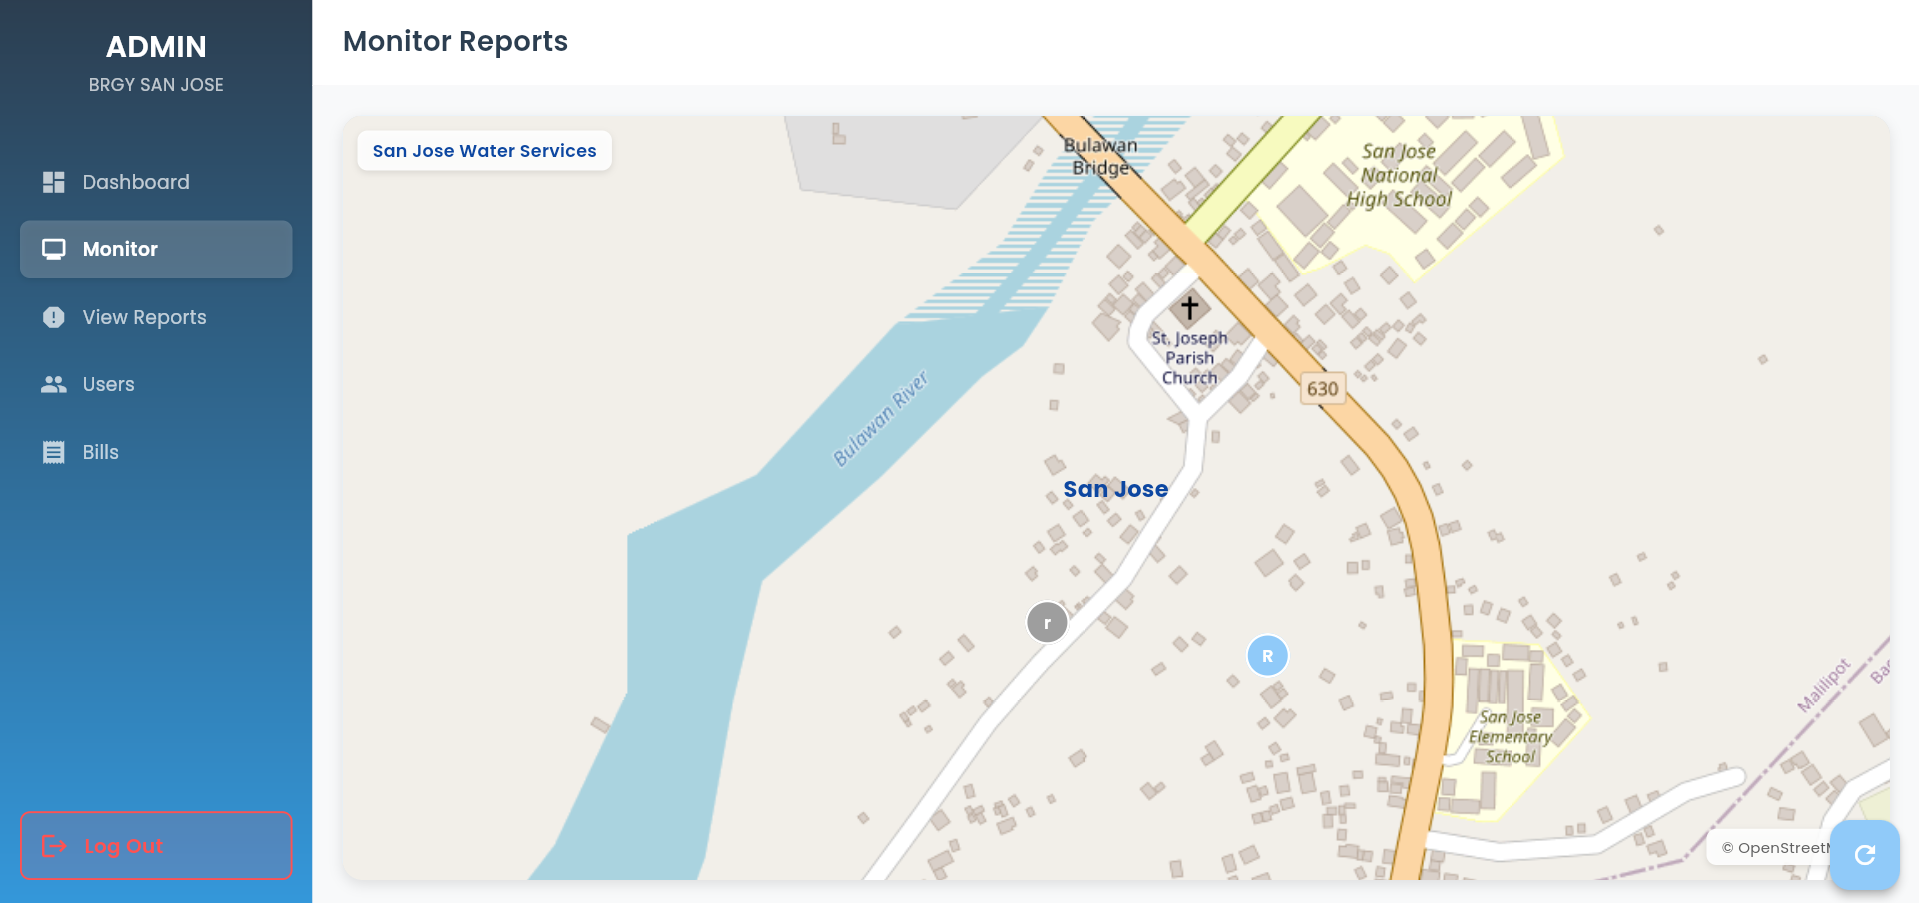 ADMIN
BRGY SAN JOSE
Dashboard
Monitor
View Reports
Users
Bills
Log Out
Monitor Reports
San Jose Water Services
Bulawan
Bridge
San Jose
National
High School
St. Joseph
Parish
Church
630
Bulawan River
San Jose
r
R
San Jose
Elementary
School
Malilipot
© OpenStreetM